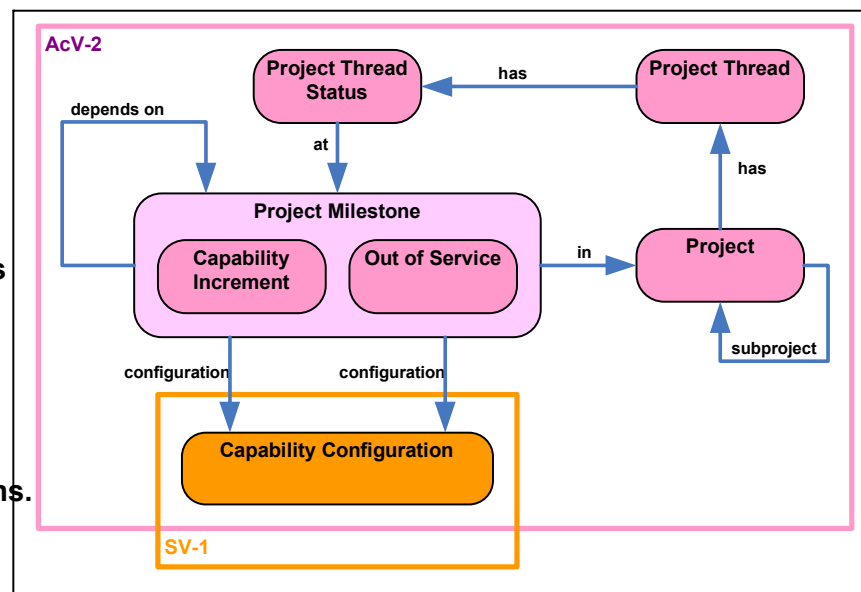 AcV-2
Project Thread
Status
has
Project Thread
depends on
at
has
Project Milestone
Capability
Increment
Out of Service
in
Project
s
subproject
configuration
configuration
Capability Configuration
ns.
SV-1